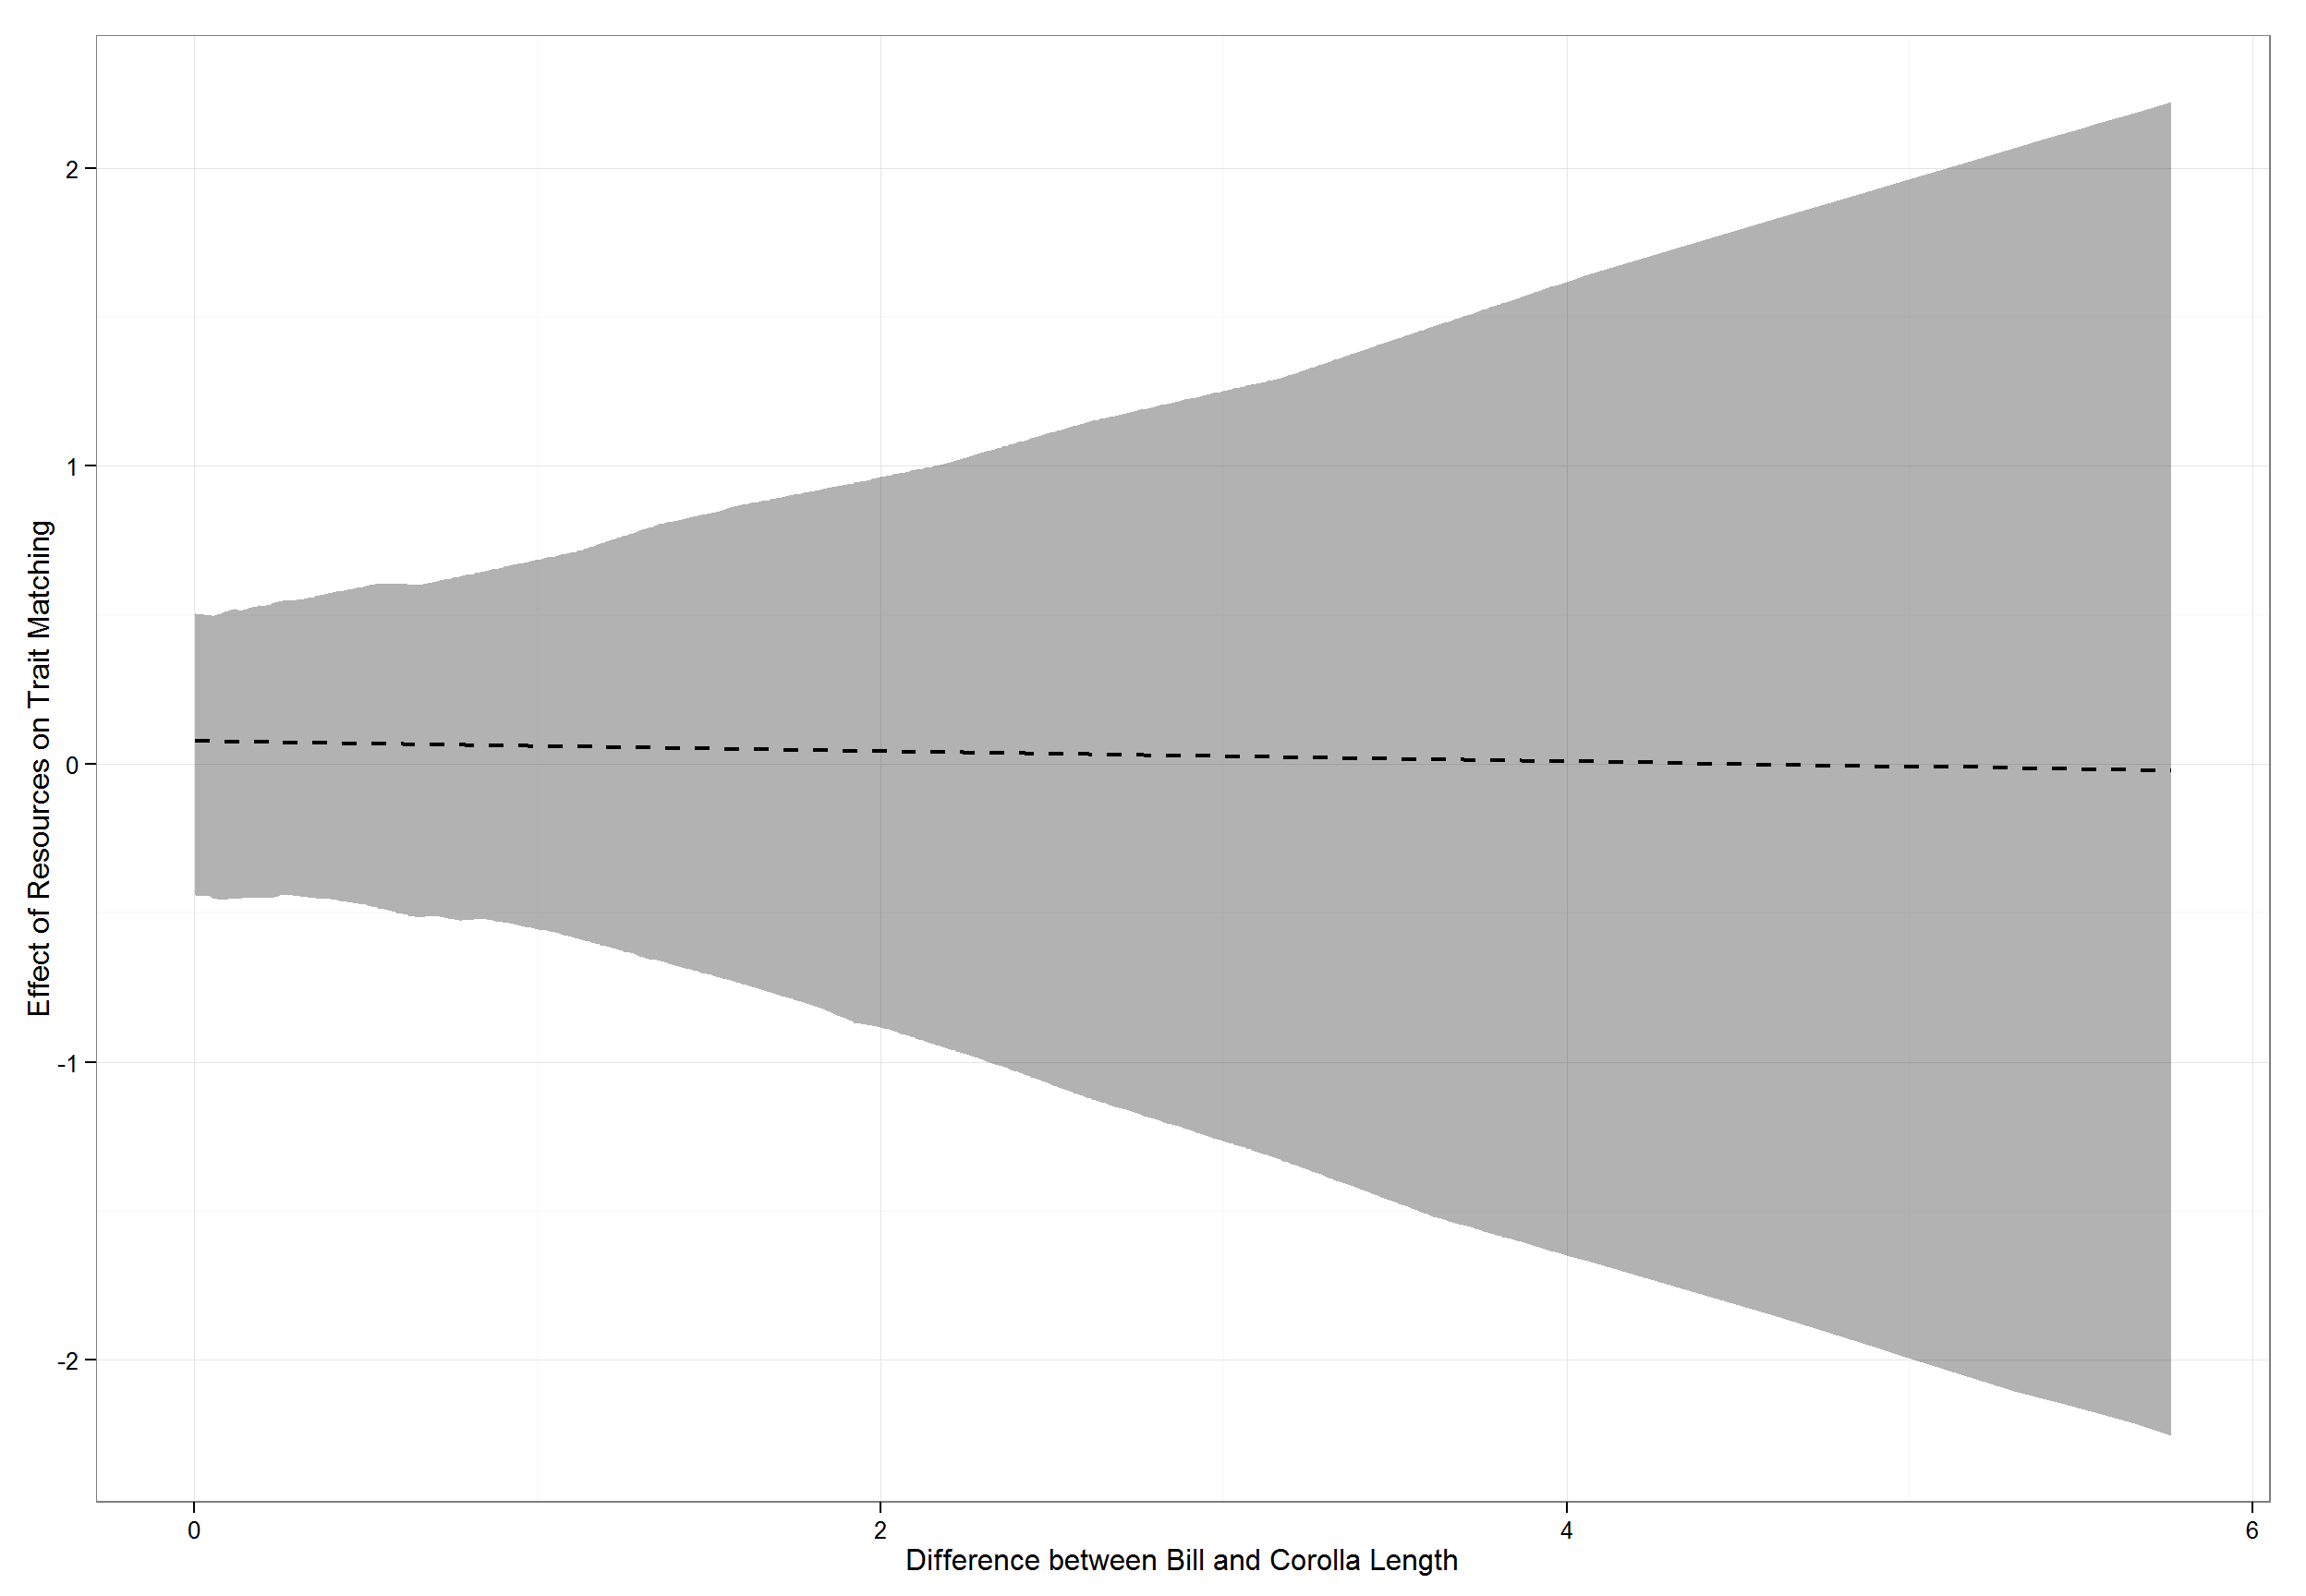 Effect of Resources on Trait Matching
2
1
0
-1
-2
0 2 4 6
Difference between Bill and Corolla Length